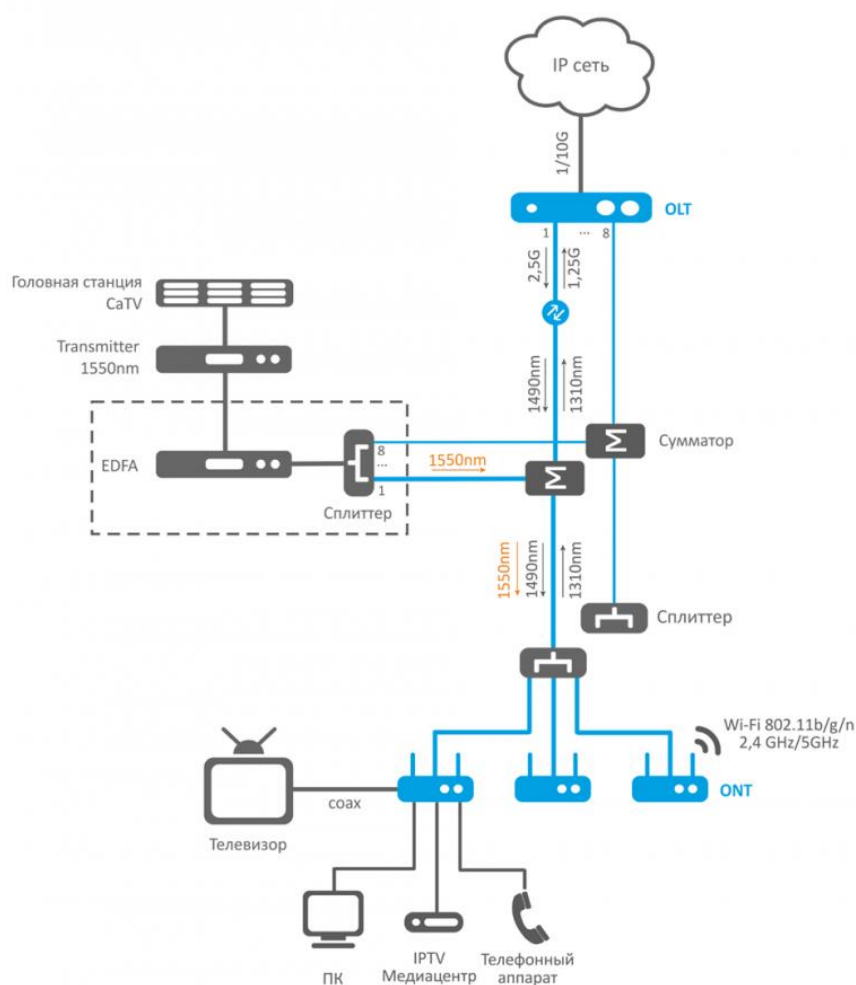 IP сеть
1/10G
OLT
1 ... 8
2,5G
1,25G
Головная станция
CaTV
Transmitter
1550nm
1490nm
1310nm
EDFA
8
...
1
Сплиттер
1550nm
Сумматор
1550nm
1490nm
1310nm
Сплиттер
Wi-Fi 802.11b/g/n
2,4 GHz/5GHz
ONT
coax
Телевизор
ПК
IPTV
Медиацентр
Телефонный
аппарат